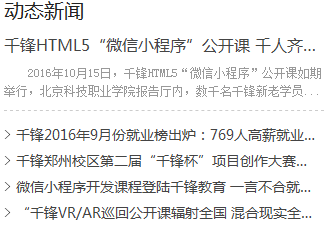 动态新闻
千锋HTML5“微信小程序”公开课 千人齐...
2016年10月15日，千锋HTML5“微信小程序”公开课如期
举行，北京科技职业学院报告厅内，数千名千锋新老学员...
> 千锋2016年9月份就业榜出炉：769人高薪就业...
> 千锋郑州校区第二届“千锋杯”项目创作大赛...
> 微信小程序开发课程登陆千锋教育 一言不合就...
> “千锋VR/AR巡回公开课辐射全国 混合现实全...